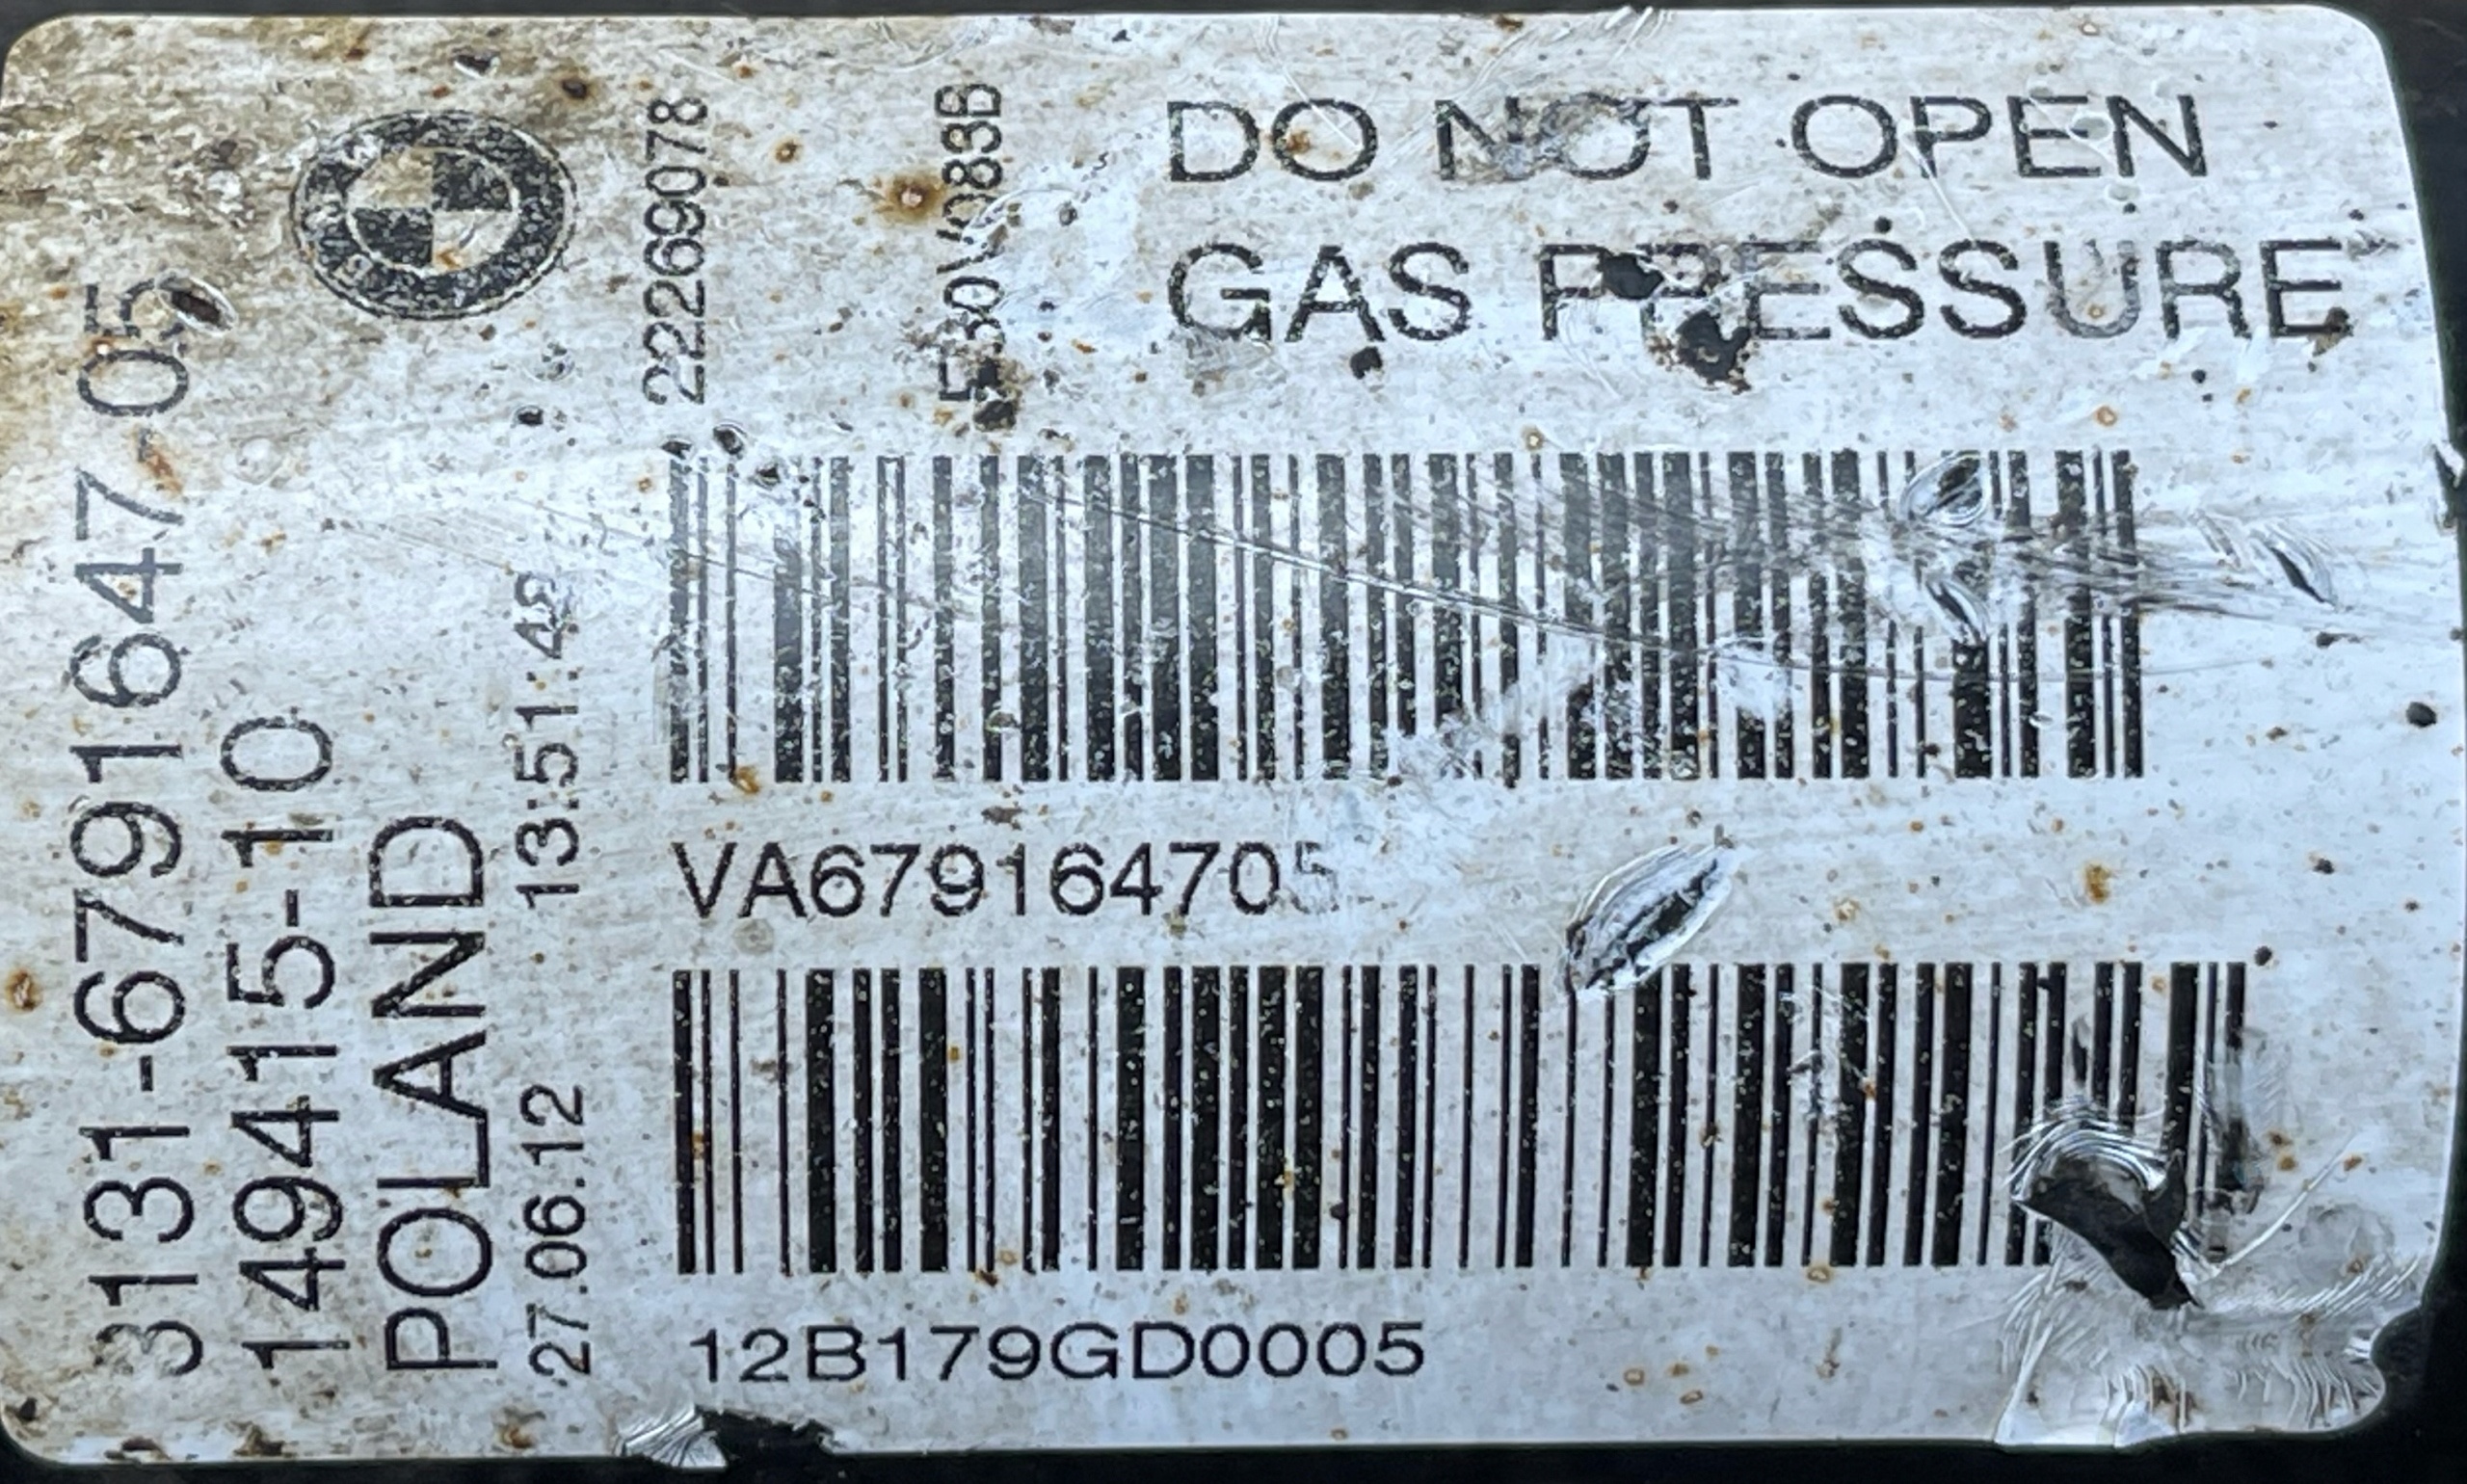 3131-6791647-05
149415-10
POLAND
27.06.12 13:51:48
22269078
DO NOT OPEN
GAS PRESSURE
VA679164705
12B179GD0005